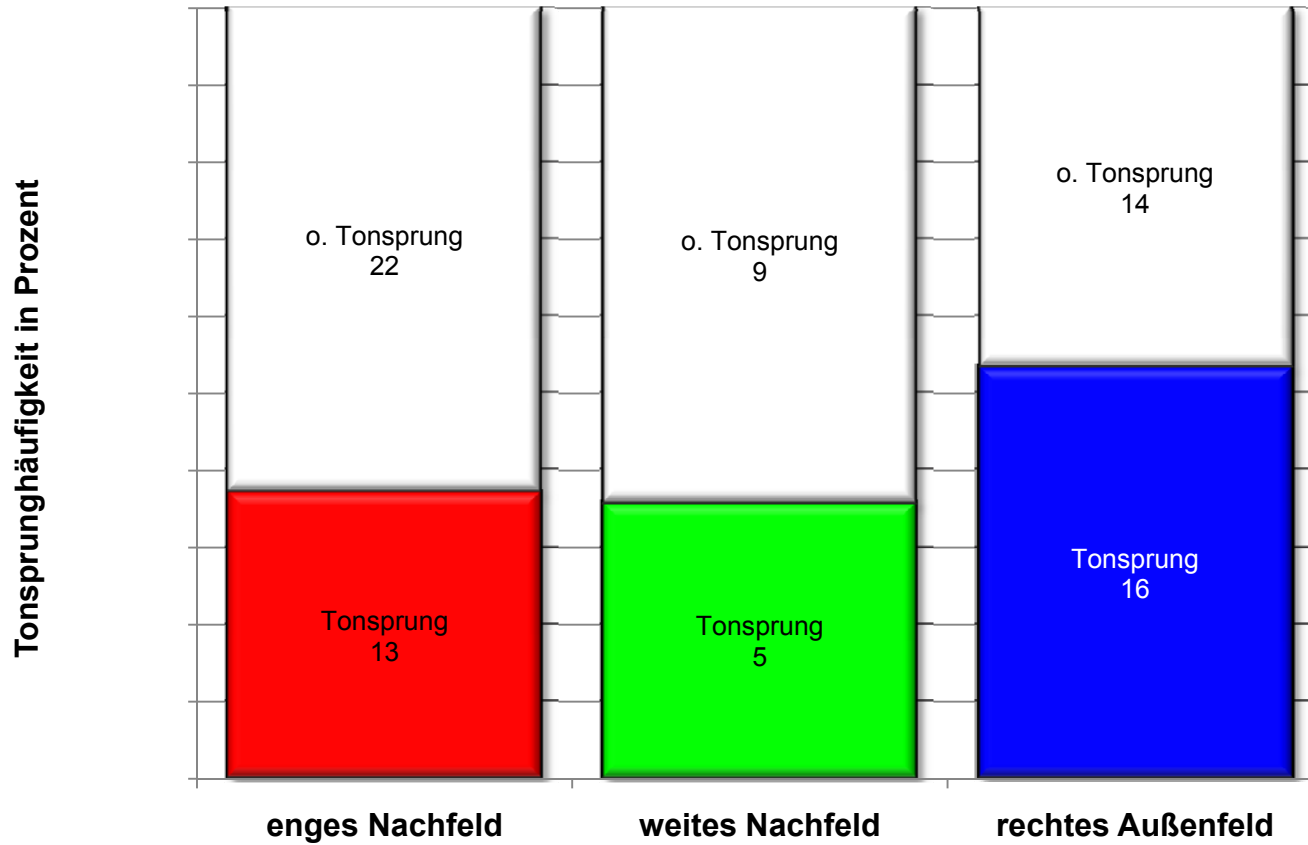 Tonsprunghäufigkeit in Prozent
o. Tonsprung
22
o. Tonsprung
9
o. Tonsprung
14
Tonsprung
13
Tonsprung
5
Tonsprung
16
enges Nachfeld
weites Nachfeld
rechtes Außenfeld